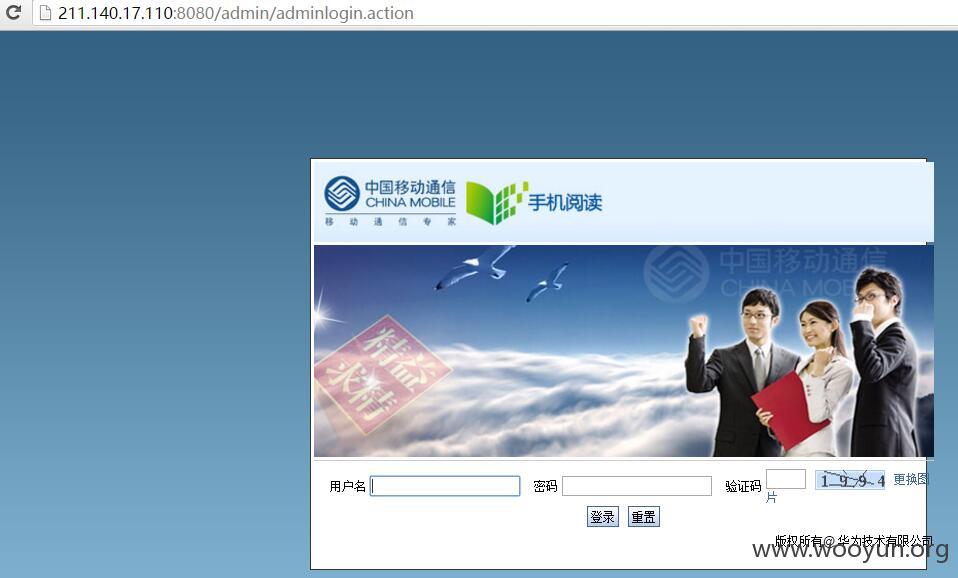 211.140.17.110:8080/admin/adminlogin.action
中国移动通信
CHINA MOBILE
移 动 通 信 专 家
手机阅读
中国移动通信
CHINA MOBILE
精益
求精
用户名 密码 验证码 1 9 9 4 更换图
片
登录 重置
版权所有@ 华为技术有限公司
www.wooyun.org